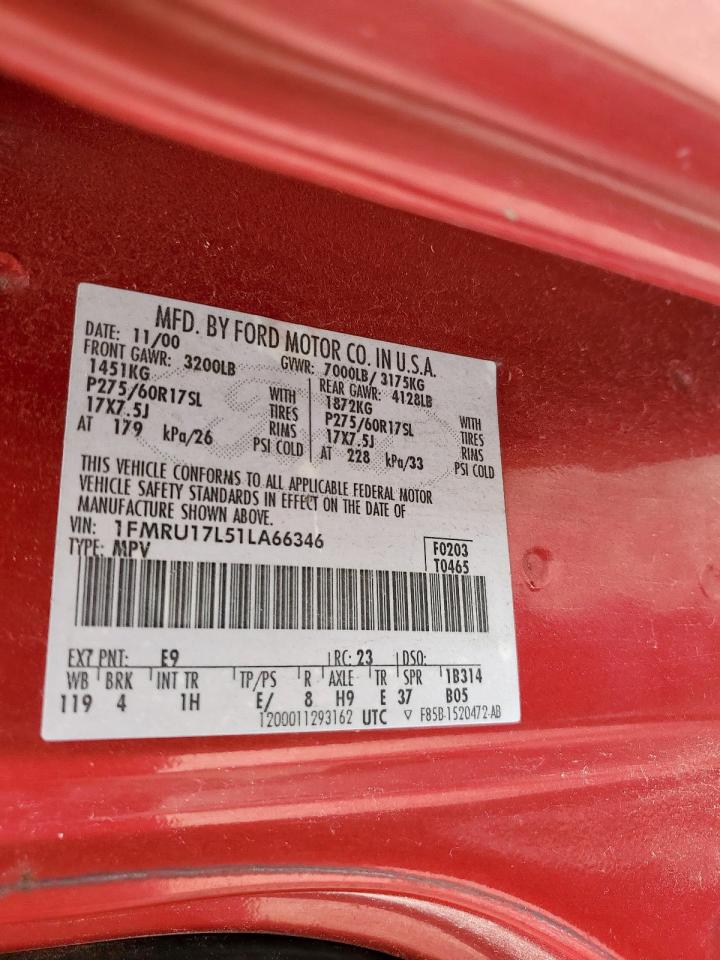 MFD. BY FORD MOTOR CO. IN U.S.A.
DATE: 11/00 GVWR: 7000LB/ 3175KG
FRONT GAWR: 3200LB REAR GAWR: 4128LB
1451KG WITH 1872KG WITH
P275/60R17SL TIRES P275/60R17SL TIRES
17X7.5J RIMS 17X7.5J RIMS
AT 179 kPa/26 PSI COLD AT 228 kPa/33 PSI COLD
THIS VEHICLE CONFORMS TO ALL APPLICABLE FEDERAL MOTOR
VEHICLE SAFETY STANDARDS IN EFFECT ON THE DATE OF
MANUFACTURE SHOWN ABOVE.
VIN: 1FMRU17L51LA66346 F0203
TYPE: MPV T0465
EXT PNT: E9 RC: 23 DSO:
WB BRK INT TR TP/PS R AXLE TR SPR 1B314
119 4 1H E/ 8 H9 E 37 B05
1200011293162 UTC ▽ F85B-1520472-AB